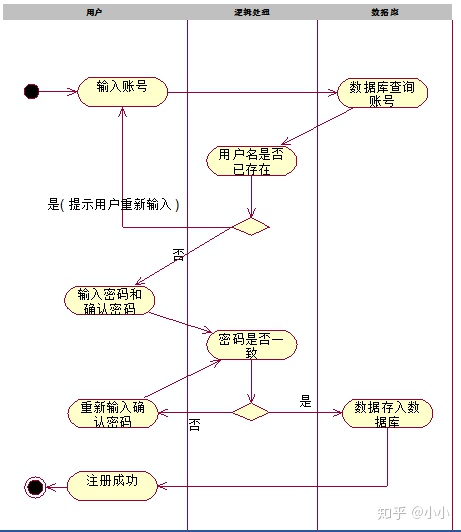 用户
逻辑处理
数据库
输入账号
数据库查询
账号
用户名是否
已存在
是( 提示用户重新输入 )
否
输入密码和
确认密码
密码是否一
致
重新输入确
认密码
否
是
数据存入数
据库
注册成功
知乎 @小小